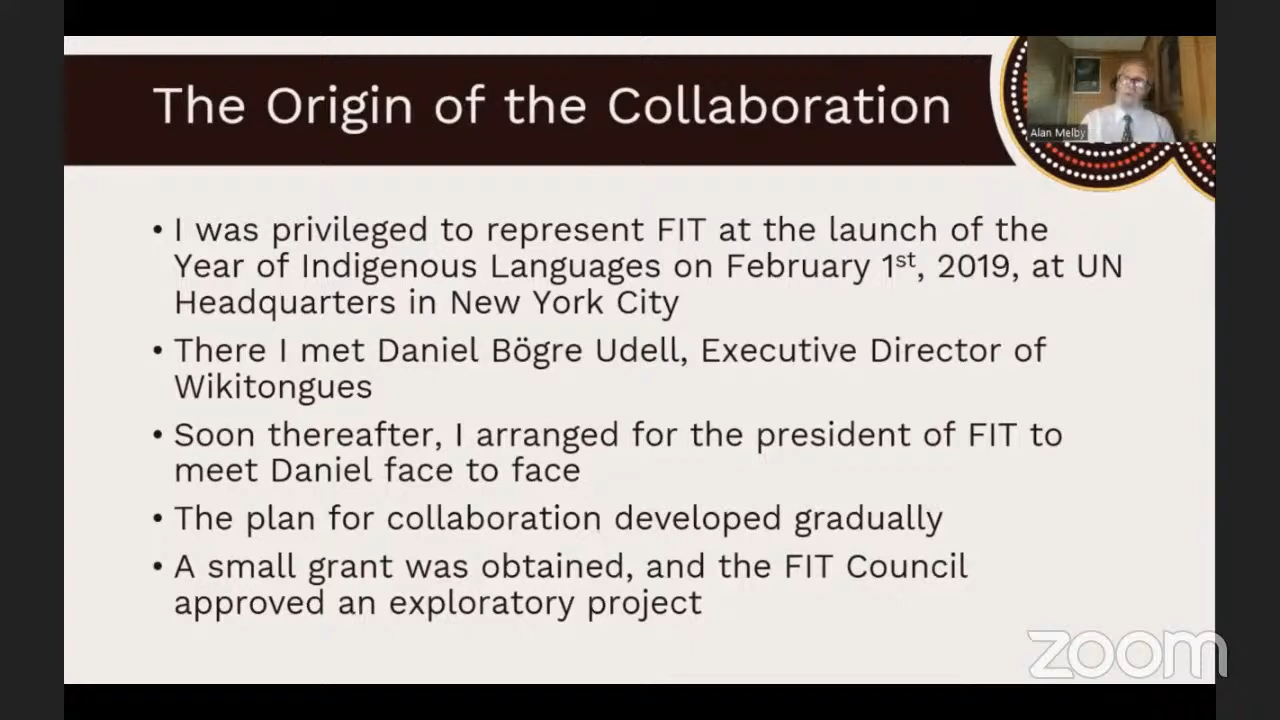 The Origin of the Collaboration
Alan Melby
• I was privileged to represent FIT at the launch of the
Year of Indigenous Languages on February 1st, 2019, at UN
Headquarters in New York City
• There I met Daniel Bögre Udell, Executive Director of
Wikitongues
• Soon thereafter, I arranged for the president of FIT to
meet Daniel face to face
• The plan for collaboration developed gradually
• A small grant was obtained, and the FIT Council
approved an exploratory project
zoom